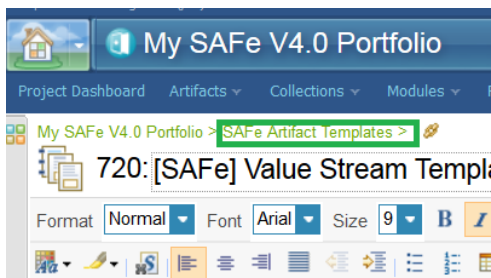 My SAFe V4.0 Portfolio
Project Dashboard Artifacts Collections Modules
My SAFe V4.0 Portfolio > SAFe Artifact Templates >
720: [SAFe] Value Stream Templa
Format Normal Font Arial Size 9 B I